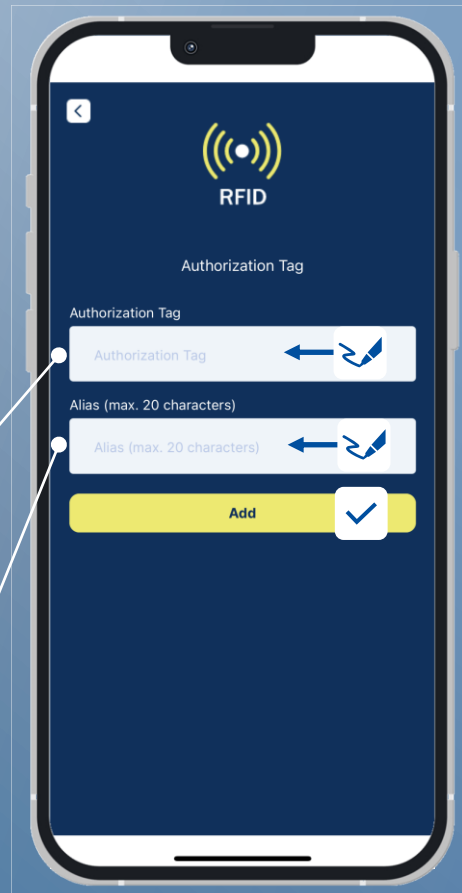 RFID
Authorization Tag
Authorization Tag
Authorization Tag
Alias (max. 20 characters)
Alias (max. 20 characters)
Add